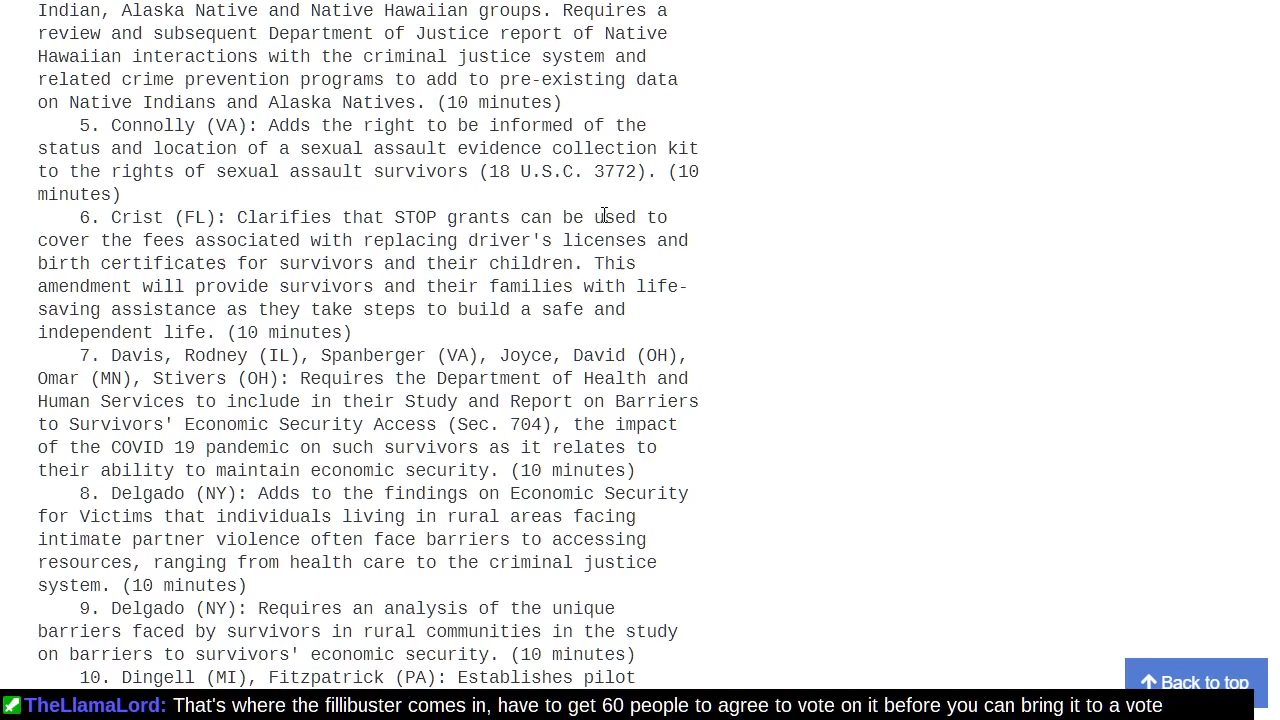 Indian, Alaska Native and Native Hawaiian groups. Requires a
review and subsequent Department of Justice report of Native
Hawaiian interactions with the criminal justice system and
related crime prevention programs to add to pre-existing data
on Native Indians and Alaska Natives. (10 minutes)
5. Connolly (VA): Adds the right to be informed of the
status and location of a sexual assault evidence collection kit
to the rights of sexual assault survivors (18 U.S.C. 3772). (10
minutes)
6. Crist (FL): Clarifies that STOP grants can be used to
cover the fees associated with replacing driver's licenses and
birth certificates for survivors and their children. This
amendment will provide survivors and their families with life-
saving assistance as they take steps to build a safe and
independent life. (10 minutes)
7. Davis, Rodney (IL), Spanberger (VA), Joyce, David (OH),
Omar (MN), Stivers (OH): Requires the Department of Health and
Human Services to include in their Study and Report on Barriers
to Survivors' Economic Security Access (Sec. 704), the impact
of the COVID 19 pandemic on such survivors as it relates to
their ability to maintain economic security. (10 minutes)
8. Delgado (NY): Adds to the findings on Economic Security
for Victims that individuals living in rural areas facing
intimate partner violence often face barriers to accessing
resources, ranging from health care to the criminal justice
system. (10 minutes)
9. Delgado (NY): Requires an analysis of the unique
barriers faced by survivors in rural communities in the study
on barriers to survivors' economic security. (10 minutes)
10. Dingell (MI), Fitzpatrick (PA): Establishes pilot
Back to top
TheLlamaLord: That's where the fillibuster comes in, have to get 60 people to agree to vote on it before you can bring it to a vote